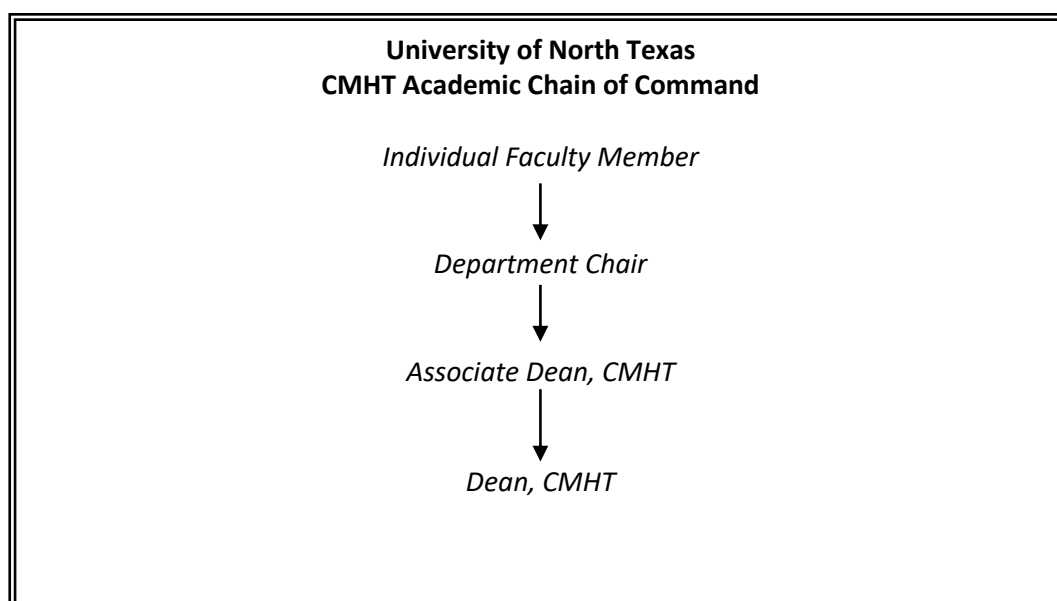 University of North Texas
CMHT Academic Chain of Command
Individual Faculty Member
Department Chair
Associate Dean, CMHT
Dean, CMHT